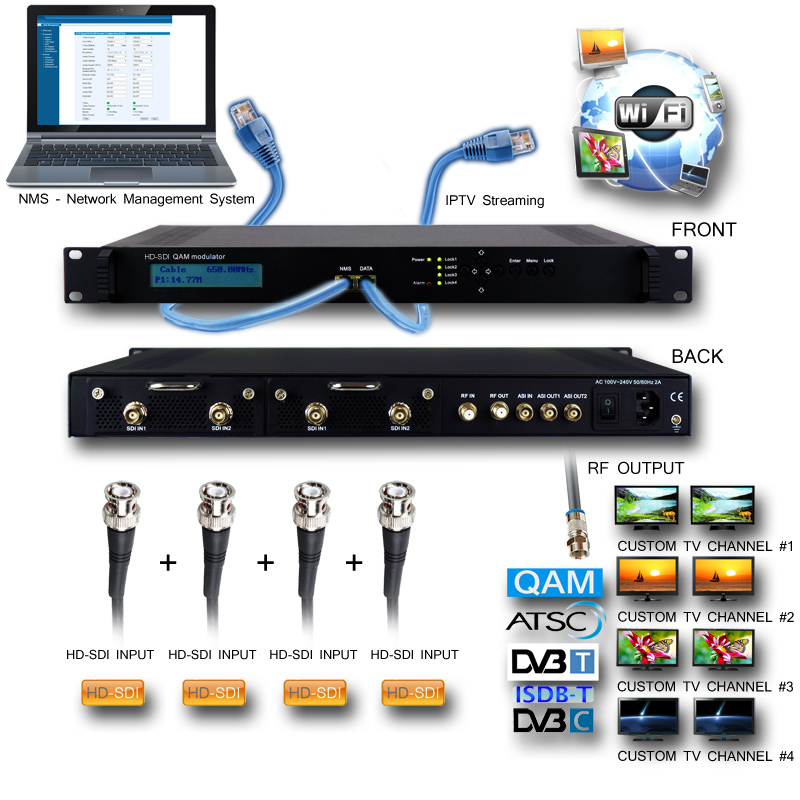 WiFi
NMS - Network Management System
IPTV Streaming
FRONT
HD-SDI QAM modulator
Cable 650.00MHz
P1:14.77M
NMS DATA
Power Lock1
Lock2
Lock3
Alarm Lock4
Enter Menu Lock
BACK
AC 100V~240V 50/60Hz 2A
CE
RF IN RF OUT ASI IN ASI OUT1 ASI OUT2
SDI IN1 SDI IN2 SDI IN1 SDI IN2
RF OUTPUT
CUSTOM TV CHANNEL #1
+ + +
QAM
ATSC
CUSTOM TV CHANNEL #2
DVB T
CUSTOM TV CHANNEL #3
ISDB-T
DVB C
CUSTOM TV CHANNEL #4
HD-SDI INPUT HD-SDI INPUT HD-SDI INPUT HD-SDI INPUT
HD-SDI HD-SDI HD-SDI HD-SDI